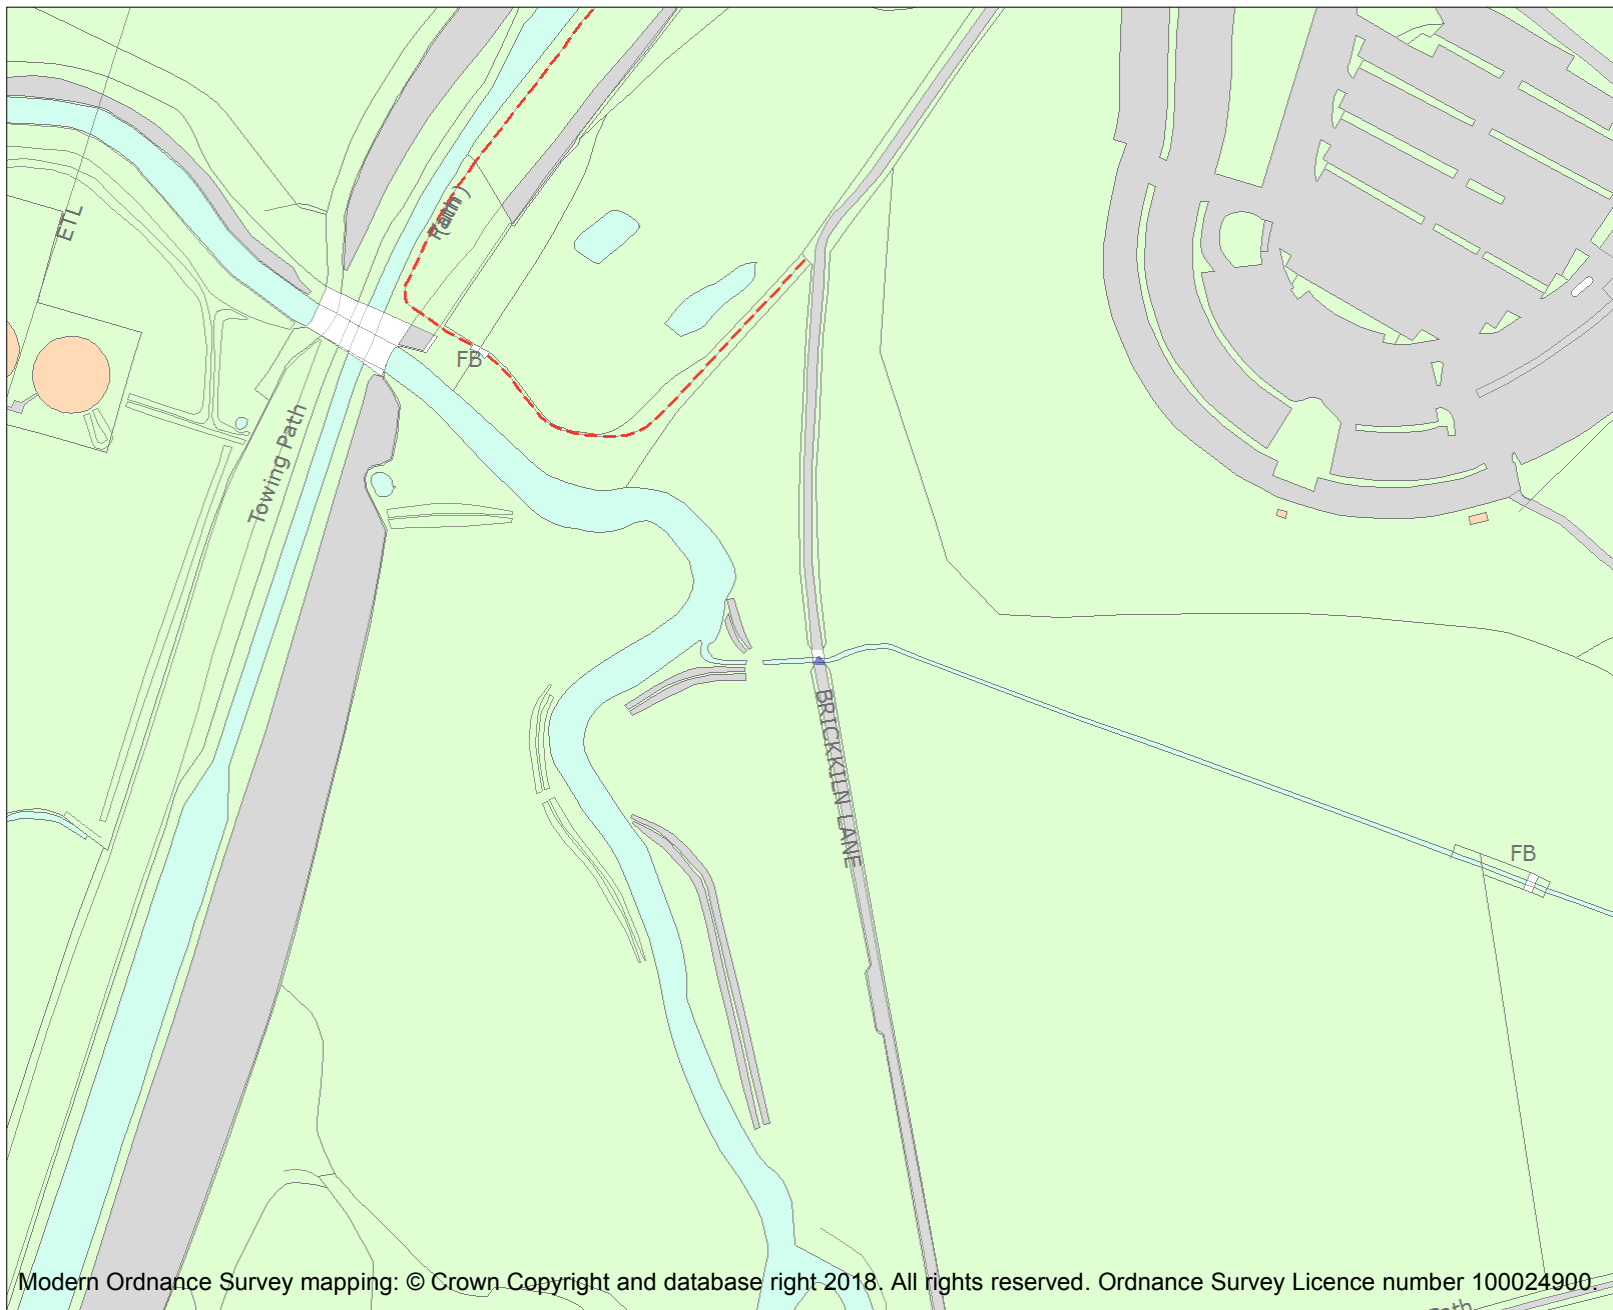 ETL
(Path)
FB
Towing Path
BRICKKILN LANE
FB
Path
Modern Ordnance Survey mapping: © Crown Copyright and database right 2018. All rights reserved. Ordnance Survey Licence number 100024900.